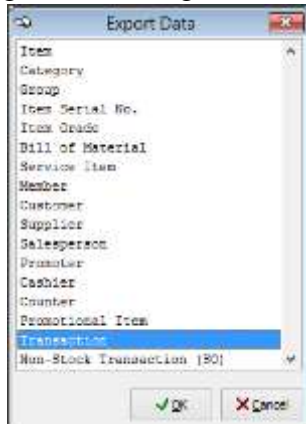 Export Data
Item
Category
Group
Item Serial No.
Item Grade
Bill of Material
Service Item
Member
Customer
Supplier
Salesperson
Promoter
Cashier
Counter
Promotional Item
Transaction
Non-Stock Transaction (SO)
OK
Cancel